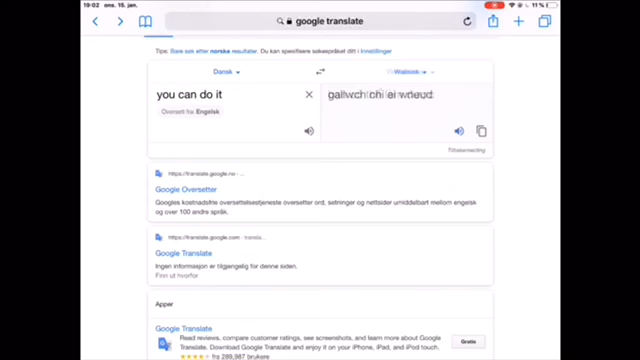 19:02 ons. 15. jan.
11 %
google translate
Tips: Bare søk etter norske resultater. Du kan spesifisere søkespråket ditt i Innstillinger
Dansk
Walisisk
you can do it
gallwch chi ei wneud
Oversett fra Engelsk
Tilbakemelding
https://translate.google.no › ...
Google Oversetter
Googles kostnadsfrie oversettelsestjeneste oversetter ord, setninger og nettsider umiddelbart mellom engelsk
og over 100 andre språk.
https://translate.google.com › transla...
Google Translate
Ingen informasjon er tilgjengelig for denne siden.
Finn ut hvorfor
Apper
Google Translate
Read reviews, compare customer ratings, see screenshots, and learn more about Google
Translate. Download Google Translate and enjoy it on your iPhone, iPad, and iPod touch.
Gratis
fra 289,987 brukere